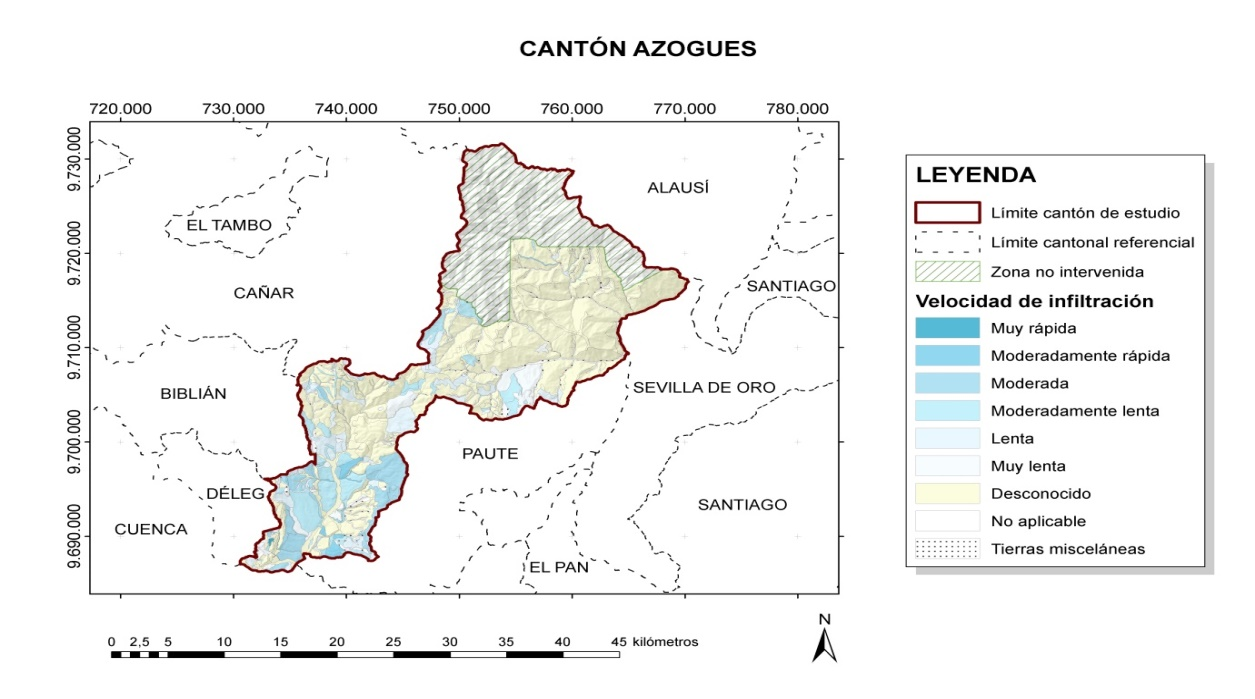 CANTÓN AZOGUES
720.000 730.000 740.000 750.000 760.000 770.000 780.000
9.730.000
9.720.000
9.710.000
9.700.000
9.690.000
ALAUSÍ
EL TAMBO
CAÑAR
SANTIAGO
BIBLIÁN
SEVILLA DE ORO
PAUTE
DÉLEG
SANTIAGO
CUENCA
EL PAN
LEYENDA
Límite cantón de estudio
Límite cantonal referencial
Zona no intervenida
Velocidad de infiltración
Muy rápida
Moderadamente rápida
Moderada
Moderadamente lenta
Lenta
Muy lenta
Desconocido
No aplicable
Tierras misceláneas
0 2,5 5 10 15 20 25 30 35 40 45 kilómetros
N